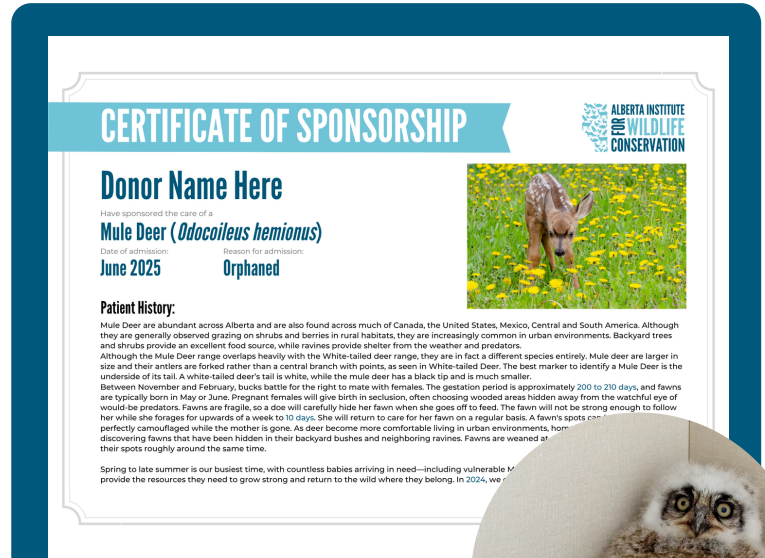 CERTIFICATE OF SPONSORSHIP
ALBERTA INSTITUTE
FOR WILDLIFE
CONSERVATION
Donor Name Here
Have sponsored the care of a
Mule Deer (Odocoileus hemionus)
Date of admission: Reason for admission:
June 2025 Orphaned
Patient History:
Mule Deer are abundant across Alberta and are also found across much of Canada, the United States, Mexico, Central and South America. Although
they are increasingly observed grazing on shrubs and berries in rural habitats, they are increasingly common in urban environments. Backyard trees
and shrubs provide an excellent food source, while ravines provide shelter from the weather and predators.
Although the Mule Deer range overlaps heavily with the White-tailed deer range, they are in fact a different species entirely. Mule deer are larger in
size and their antlers are forked rather than a central branch with points, as seen in White-tailed Deer. The best marker to identify a Mule Deer is the
underside of its tail. A white-tailed deer's tail is white, while the mule deer has a black tip and is much smaller.
Between November and February, bucks battle for the right to mate with females. The gestation period is approximately 200 to 210 days, and fawns
are typically born in May or June. Pregnant females will give birth in seclusion, often choosing wooded areas hidden away from the watchful eye of
would-be predators. Fawns are fragile, so a doe will carefully hide her fawn when she goes off to feed. The fawn will not be strong enough to follow
her while she forages for upwards of a week to 10 days. She will return to care for her fawn on a regular basis. A fawn's spots
perfectly camouflaged while the mother is gone. As deer become more comfortable living in urban environments,
discovering fawns that have been hidden in their backyard bushes and neighboring ravines. Fawns are weaned
their spots roughly around the same time.
Spring to late summer is our busiest time, with countless babies arriving in need—including vulnerable
provide the resources they need to grow strong and return to the wild where they belong. In 2024, we